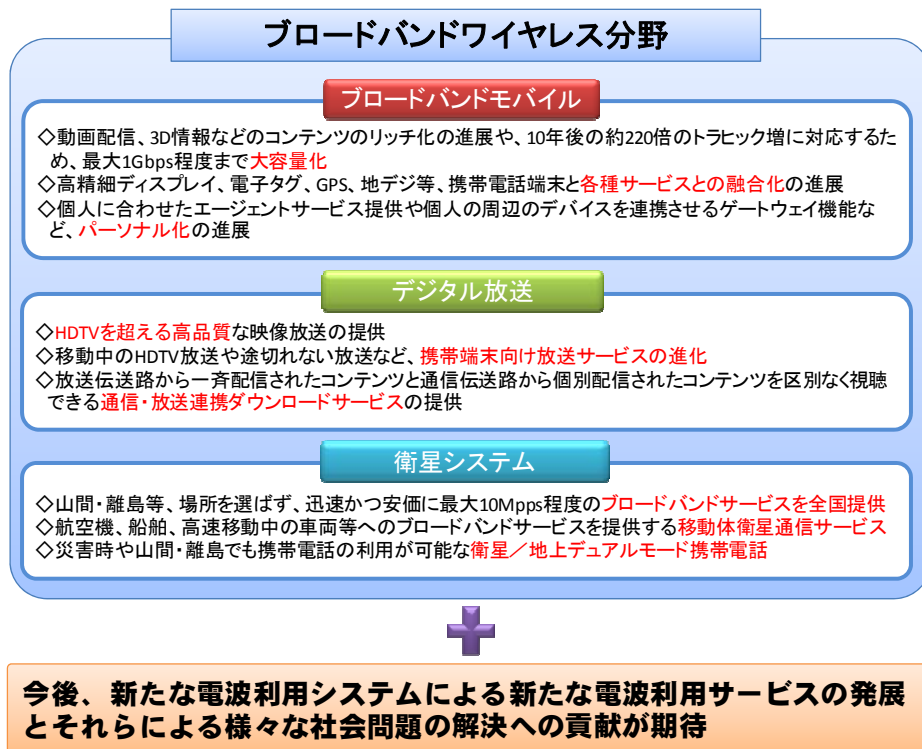 ブロードバンドワイヤレス分野
ブロードバンドモバイル
◇動画配信、3D情報などのコンテンツのリッチ化の進展や、10年後の約220倍のトラヒック増に対応するた
め、最大1Gbps程度まで大容量化
◇高精細ディスプレイ、電子タグ、GPS、地デジ等、携帯電話端末と各種サービスとの融合化の進展
◇個人に合わせたエージェントサービス提供や個人の周辺のデバイスを連携させるゲートウェイ機能な
ど、パーソナル化の進展
デジタル放送
◇HDTVを超える高品質な映像放送の提供
◇移動中のHDTV放送や途切れない放送など、携帯端末向け放送サービスの進化
◇放送伝送路から一斉配信されたコンテンツと通信伝送路から個別配信されたコンテンツを区別なく視聴
できる通信・放送連携ダウンロードサービスの提供
衛星システム
◇山間・離島等、場所を選ばず、迅速かつ安価に最大10Mpps程度のブロードバンドサービスを全国提供
◇航空機、船舶、高速移動中の車両等へのブロードバンドサービスを提供する移動体衛星通信サービス
◇災害時や山間・離島でも携帯電話の利用が可能な衛星／地上デュアルモード携帯電話
今後、新たな電波利用システムによる新たな電波利用サービスの発展
とそれらによる様々な社会問題の解決への貢献が期待